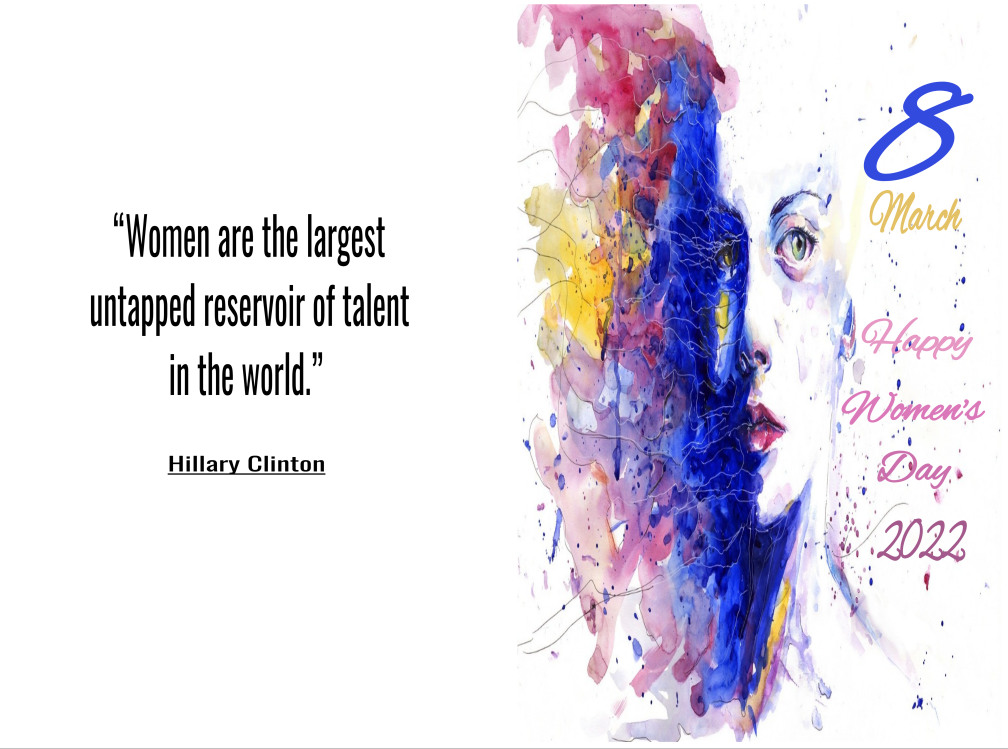 “Women are the largest
untapped reservoir of talent
in the world.”
Hillary Clinton
8
March
Happy
Women's
Day
2022